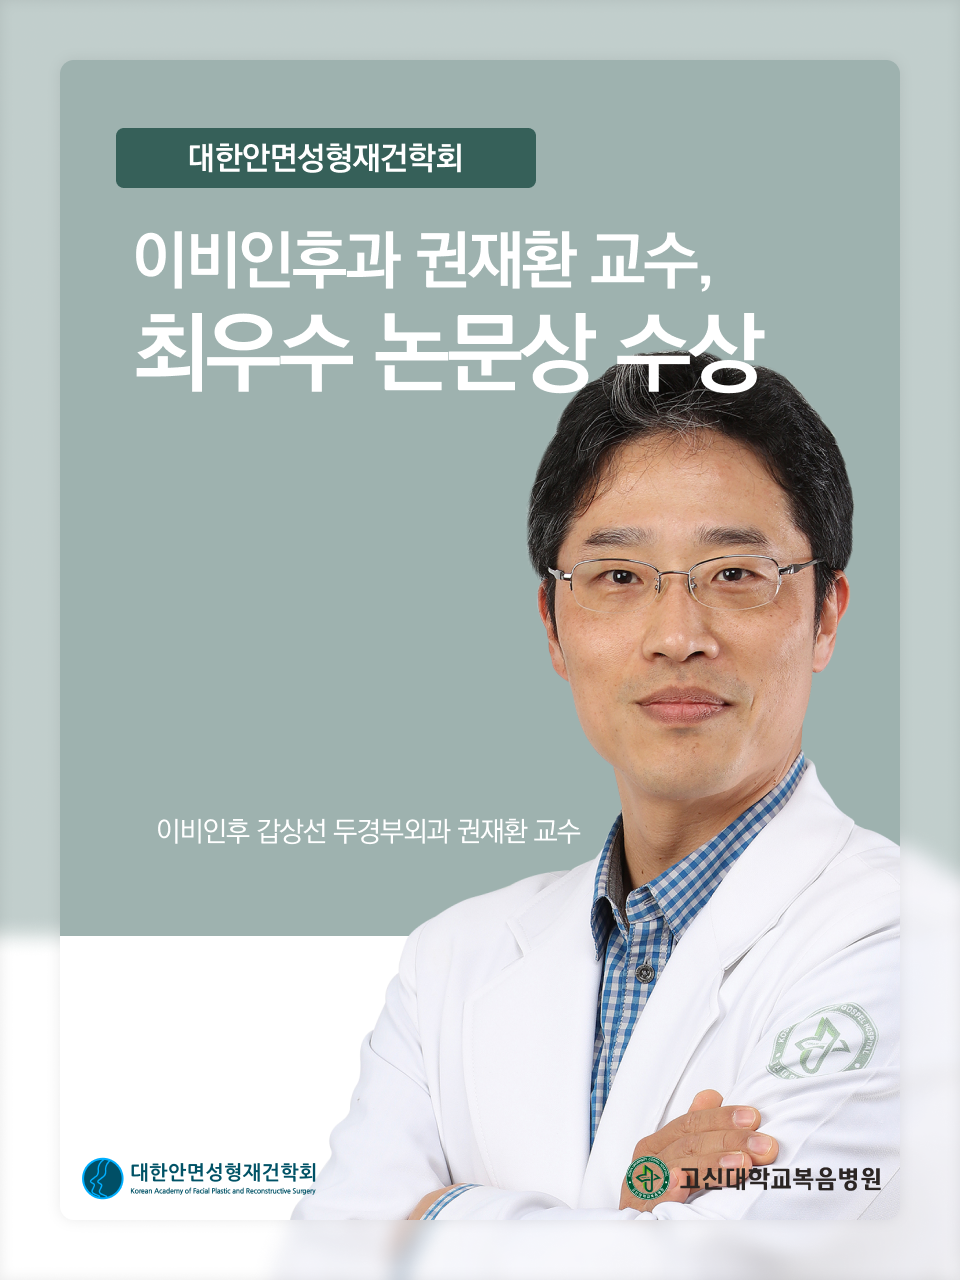 대한안면성형재건학회
이비인후과 권재환 교수,
최우수 논문상 수상
이비인후 갑상선 두경부외과 권재환 교수
GOSPEL HOSPITAL
대한안면성형재건학회
Korean Academy of Facial Plastic and Reconstructive Surgery
고신대학교복음병원